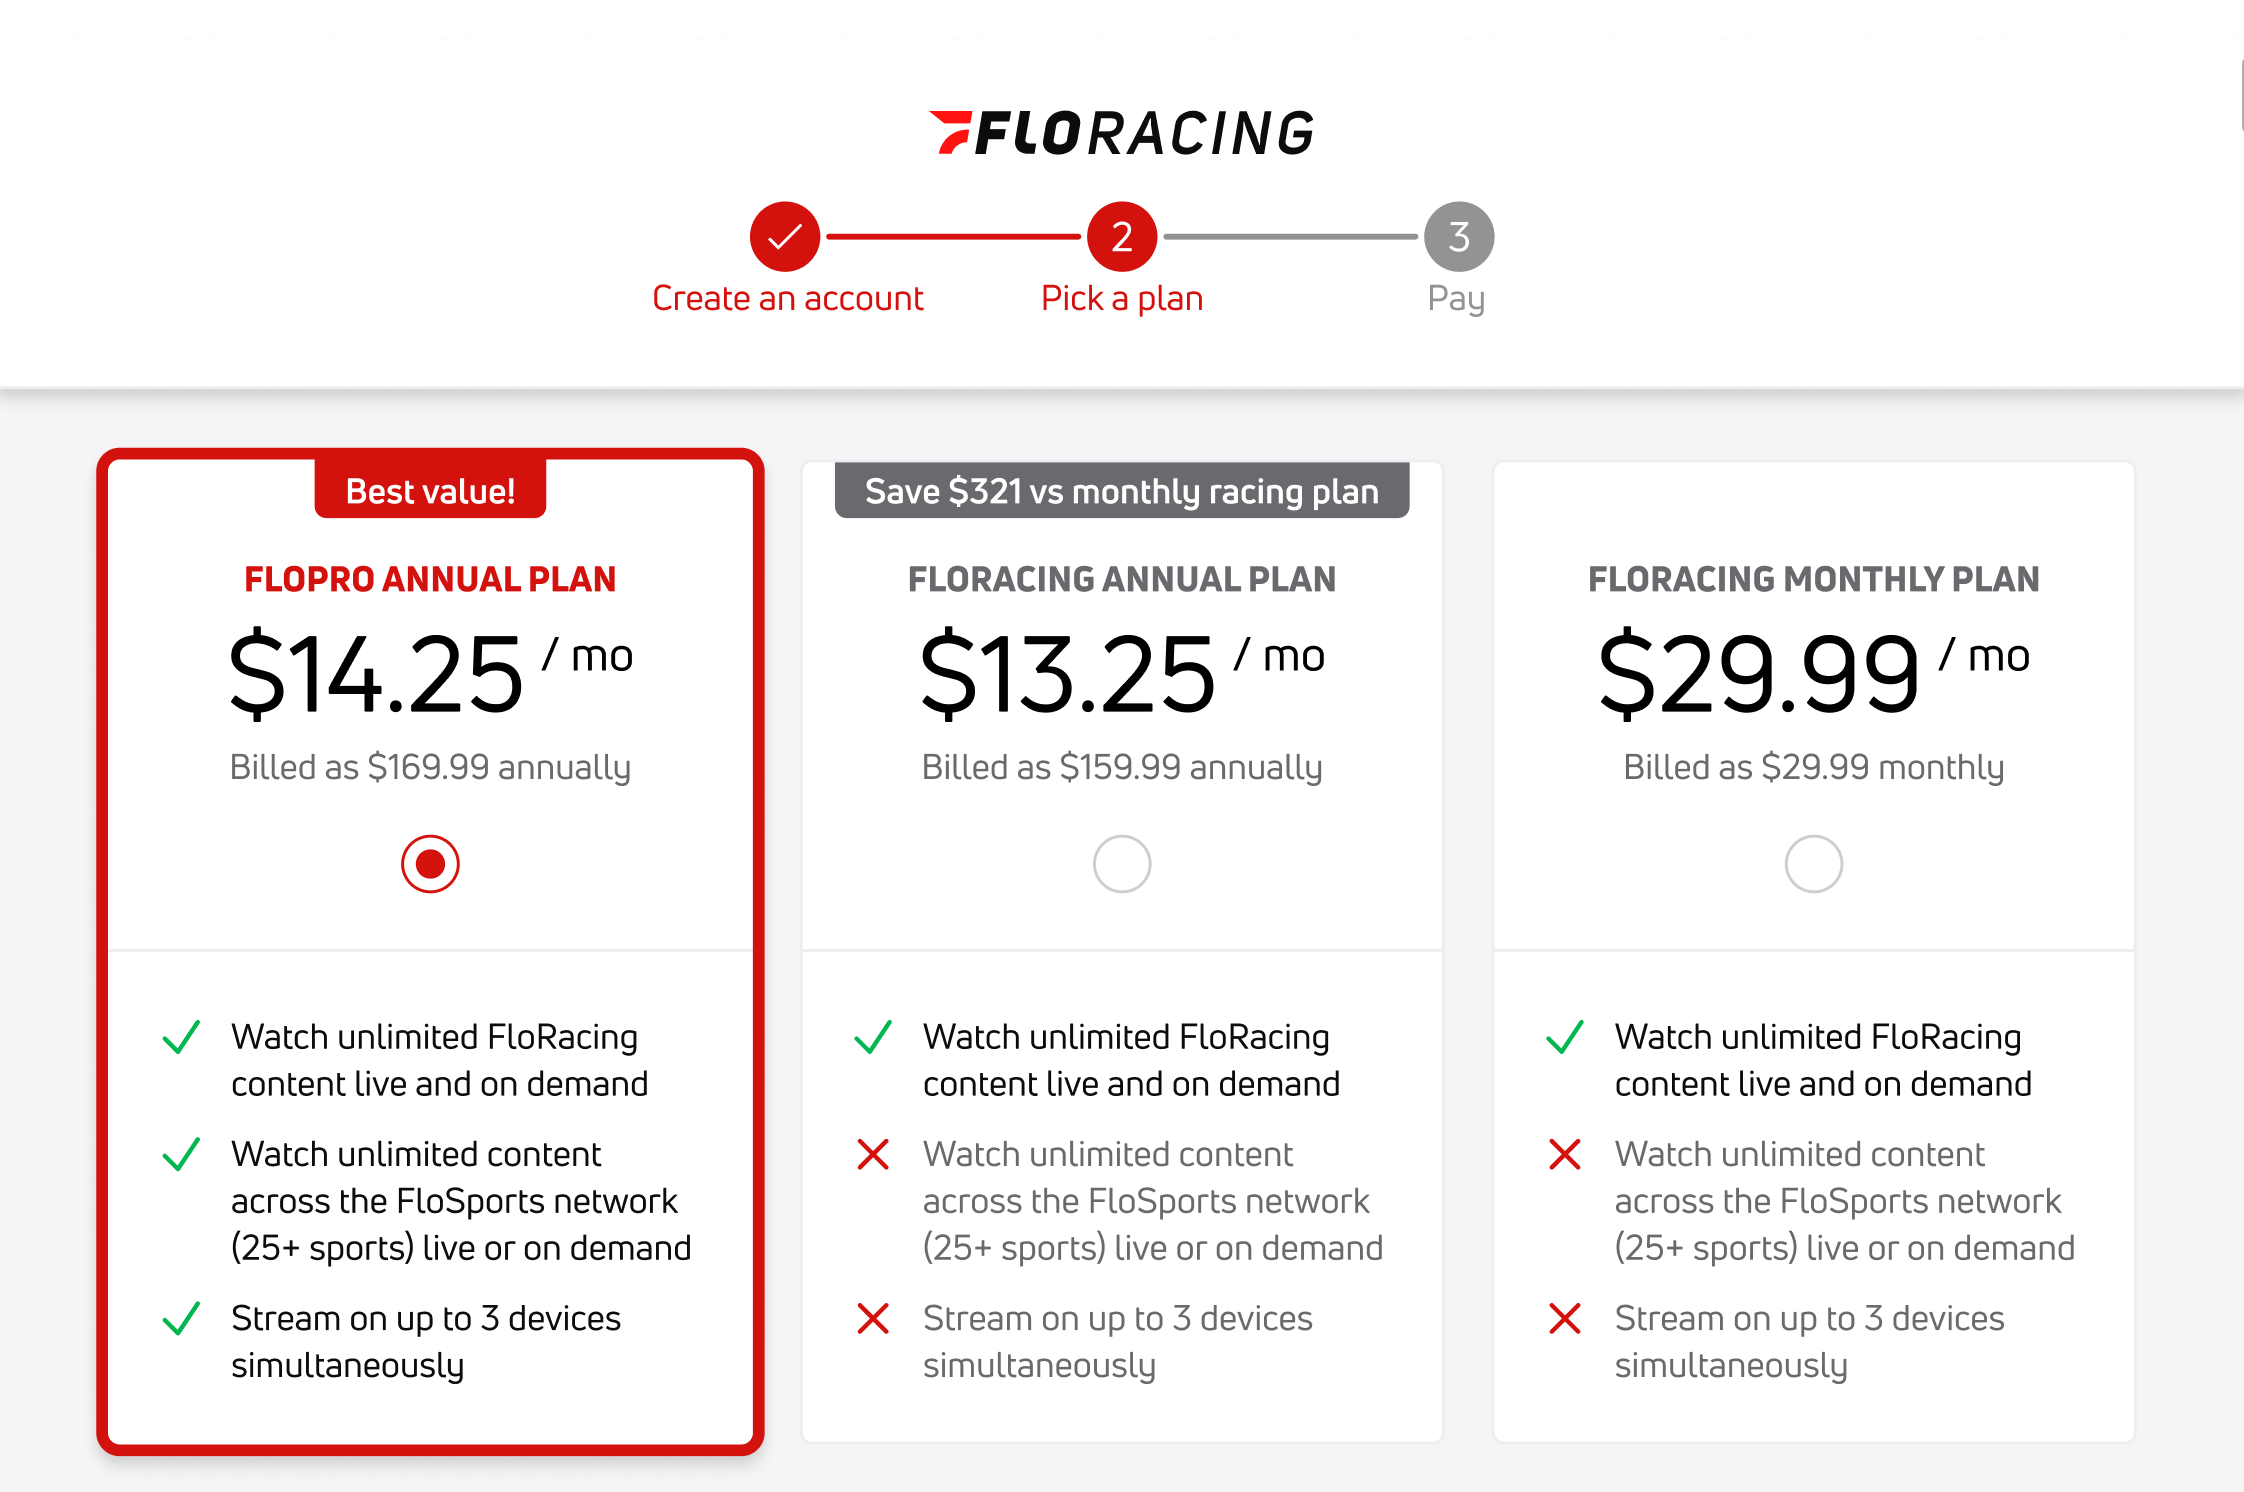 FLORACING
2
3
Create an account
Pick a plan
Pay
Best value!
FLOPRO ANNUAL PLAN
$14.25 / mo
Billed as $169.99 annually
Watch unlimited FloRacing
content live and on demand
Watch unlimited content
across the FloSports network
(25+ sports) live or on demand
Stream on up to 3 devices
simultaneously
Save $321 vs monthly racing plan
FLORACING ANNUAL PLAN
$13.25 / mo
Billed as $159.99 annually
Watch unlimited FloRacing
content live and on demand
Watch unlimited content
across the FloSports network
(25+ sports) live or on demand
Stream on up to 3 devices
simultaneously
FLORACING MONTHLY PLAN
$29.99 / mo
Billed as $29.99 monthly
Watch unlimited FloRacing
content live and on demand
Watch unlimited content
across the FloSports network
(25+ sports) live or on demand
Stream on up to 3 devices
simultaneously